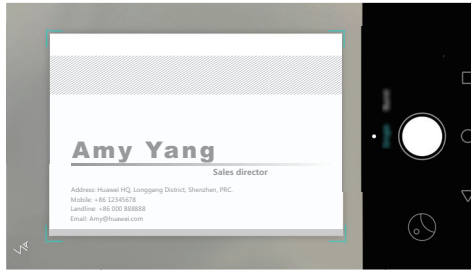 Amy Yang
Sales director
Address: Huawei HQ, Longgang District, Shenzhen, PRC.
Mobile: +86 12345678
Landline: +86 000 888888
Email: Amy@huawei.com